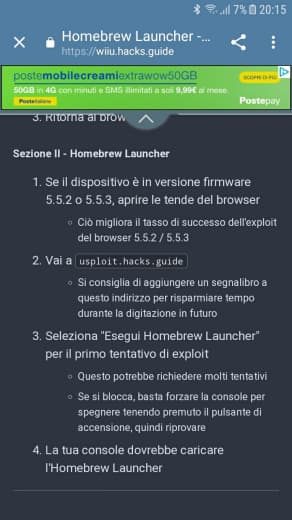 7% 20:15
Homebrew Launcher -...
https://wiiu.hacks.guide
postemobilecreamiextrawow50GB
50GB in 4G con minuti e SMS illimitati a soli 9,99€ al mese.
SCOPRI DI PIÙ
Posteitaliane
Postepay
3. Ritorna al brow
Sezione II - Homebrew Launcher
1. Se il dispositivo è in versione firmware
5.5.2 o 5.5.3, aprire le tende del browser
Ciò migliora il tasso di success dell'exploit
del browser 5.5.2 / 5.5.3
2. Vai a usploit.hacks.guide
Si consiglia di aggiungere un segnalibro a
questo indirizzo per risparmiare tempo
durante la digitazione in futuro
3. Seleziona "Esegui Homebrew Launcher"
per il primo tentativo di exploit
Questo potrebbe richiedere molti tentativi
Se si blocca, basta forzare la console per
spegnere tenendo premuto il pulsante di
accensione, quindi riprovare
4. La tua console dovrebbe caricare
l'Homebrew Launcher